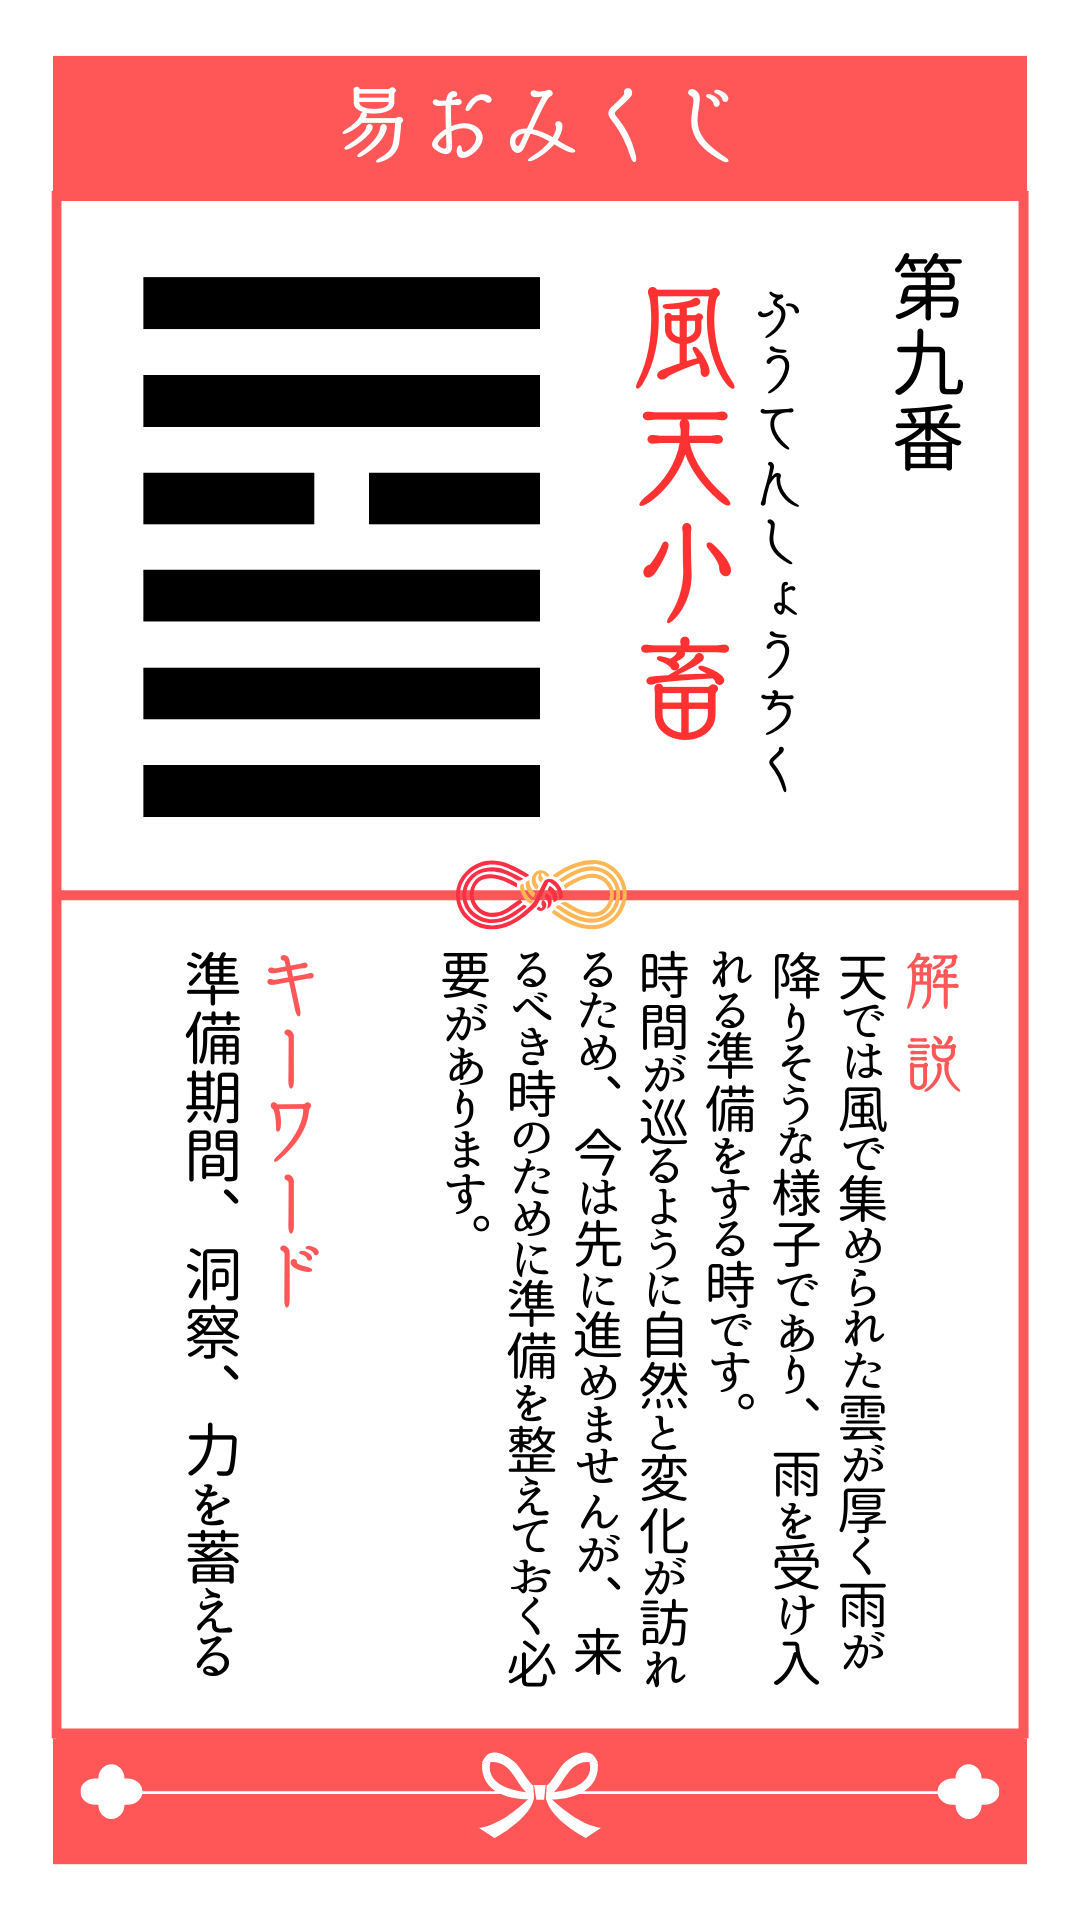 易おみくじ
第九番
ふうてんしょうちく
風天小畜
解説
天では風で集められた雲が厚く雨が
降りそうな様子であり、雨を受け入
れる準備をする時です。
時間が巡るように自然と変化が訪れ
るため、今は先に進めませんが、来
るべき時のために準備を整えておく必
要があります。
キーワード
準備期間、洞察、力を蓄える